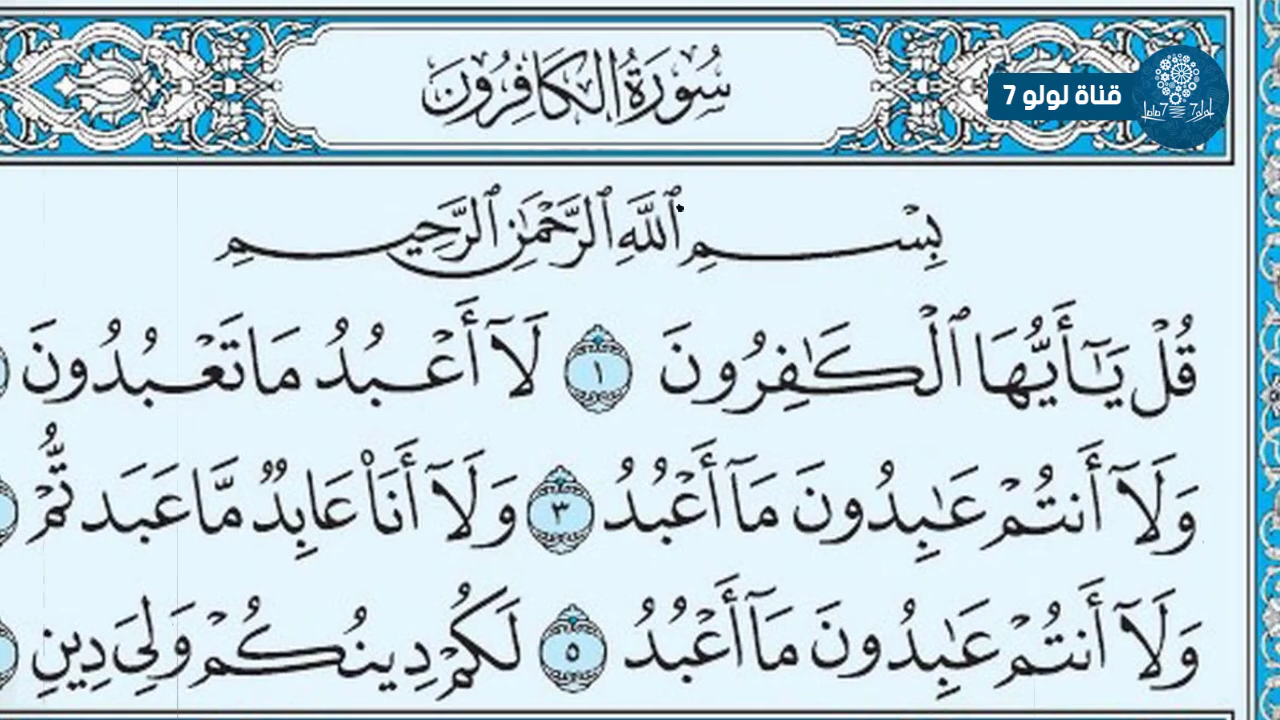 سُورَةُ الكَافِرُونَ
قناة لولو 7
بِسْمِ ٱللَّهِ ٱلرَّحْمَٰنِ ٱلرَّحِيمِ
قُلْ يَٰٓأَيُّهَا ٱلْكَٰفِرُونَ ١ لَآ أَعْبُدُ مَا تَعْبُدُونَ
وَلَآ أَنتُمْ عَٰبِدُونَ مَآ أَعْبُدُ ٣ وَلَآ أَنَا۠ عَابِدٌ مَّا عَبَدتُّمْ
وَلَآ أَنتُمْ عَٰبِدُونَ مَآ أَعْبُدُ ٥ لَكُمْ دِينُكُمْ وَلِىَ دِينِ